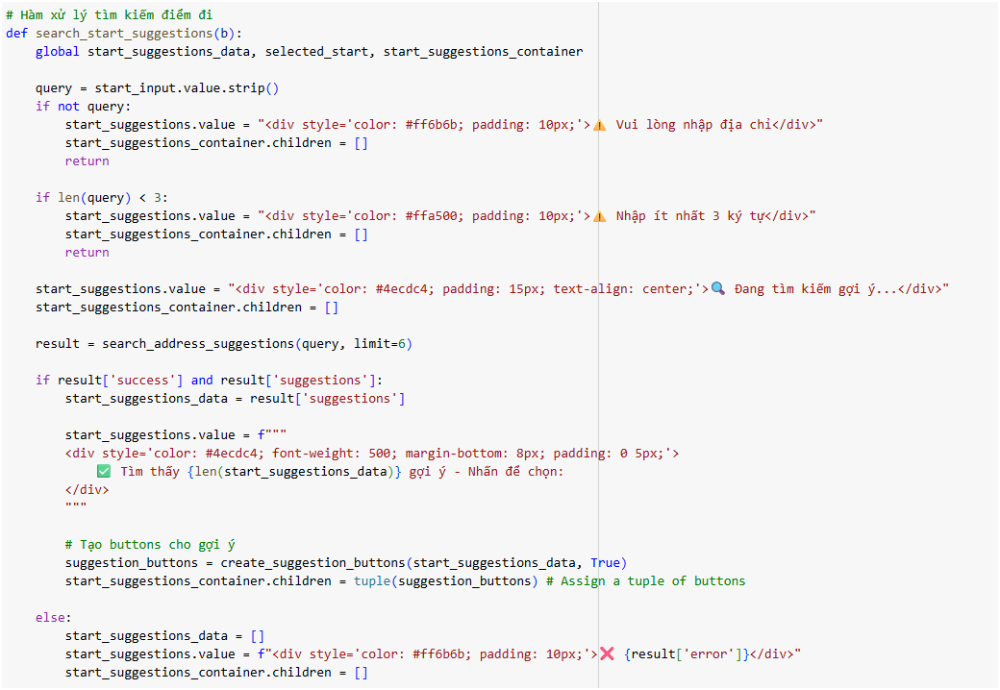 # Hàm xử lý tìm kiếm điểm đi
def search_start_suggestions(b):
    global start_suggestions_data, selected_start, start_suggestions_container

    query = start_input.value.strip()
    if not query:
        start_suggestions.value = "<div style='color: #ff6b6b; padding: 10px;'>⚠️ Vui lòng nhập địa chỉ</div>"
        start_suggestions_container.children = []
        return

    if len(query) < 3:
        start_suggestions.value = "<div style='color: #ffa500; padding: 10px;'>⚠️ Nhập ít nhất 3 ký tự</div>"
        start_suggestions_container.children = []
        return

    start_suggestions.value = "<div style='color: #4ecdc4; padding: 15px; text-align: center;'>🔍 Đang tìm kiếm gợi ý...</div>"
    start_suggestions_container.children = []

    result = search_address_suggestions(query, limit=6)

    if result['success'] and result['suggestions']:
        start_suggestions_data = result['suggestions']

        start_suggestions.value = f"""
        <div style='color: #4ecdc4; font-weight: 500; margin-bottom: 8px; padding: 0 5px;'>
            ✅ Tìm thấy {len(start_suggestions_data)} gợi ý - Nhấn để chọn:
        </div>
        """

        # Tạo buttons cho gợi ý
        suggestion_buttons = create_suggestion_buttons(start_suggestions_data, True)
        start_suggestions_container.children = tuple(suggestion_buttons) # Assign a tuple of buttons

    else:
        start_suggestions_data = []
        start_suggestions.value = f"<div style='color: #ff6b6b; padding: 10px;'>❌ {result['error']}</div>"
        start_suggestions_container.children = []